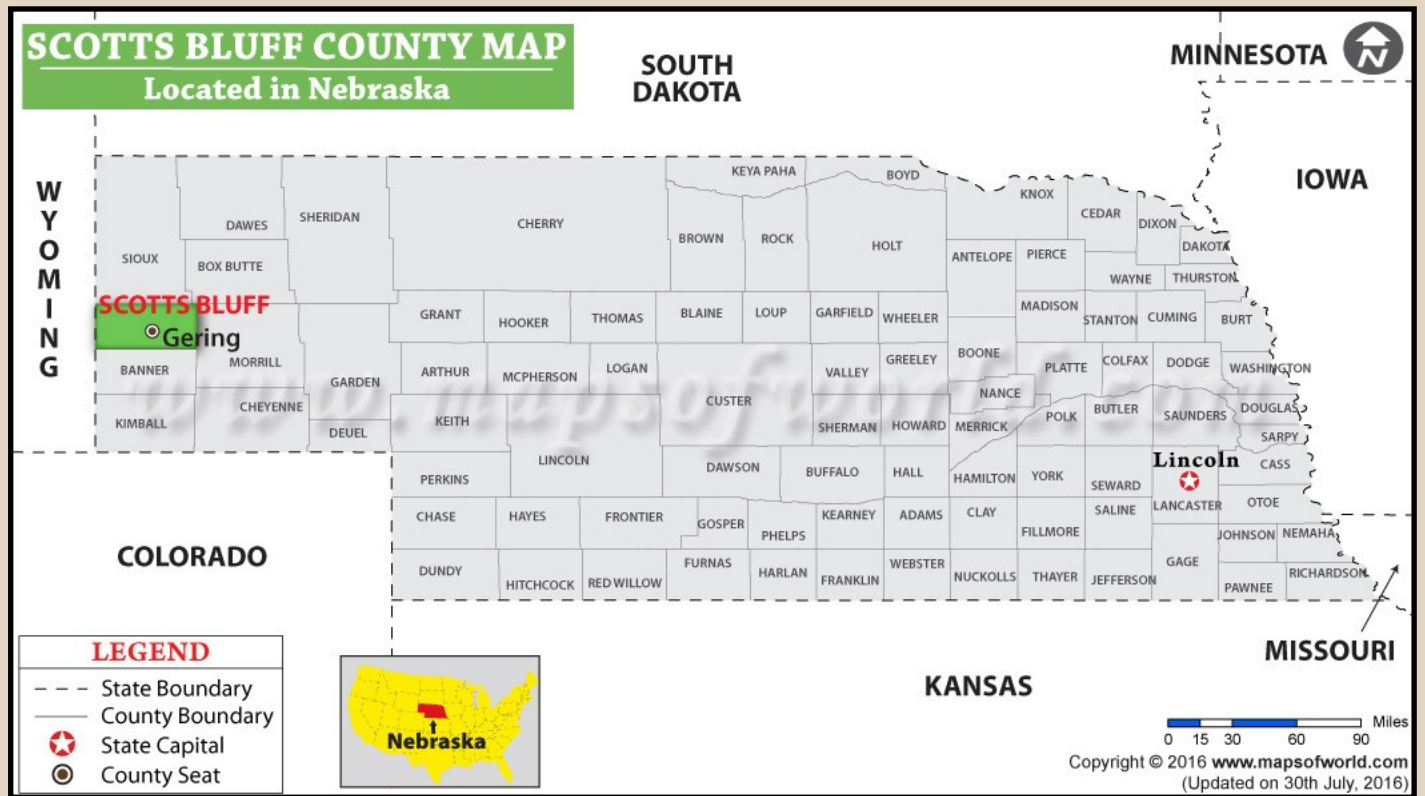 SCOTTS BLUFF COUNTY MAP
Located in Nebraska
SOUTH
DAKOTA
MINNESOTA
N
IOWA
WYOMING
KEYA PAHA
BOYD
KNOX
CEDAR
DIXON
DAKOTA
DAWES
SHERIDAN
CHERRY
BROWN
ROCK
HOLT
ANTELOPE
PIERCE
SIOUX
BOX BUTTE
WAYNE
THURSTON
SCOTTS BLUFF
Gering
GRANT
HOOKER
THOMAS
BLAINE
LOUP
GARFIELD
WHEELER
MADISON
STANTON
CUMING
BURT
BANNER
MORRILL
GARDEN
ARTHUR
MCPHERSON
LOGAN
VALLEY
GREELEY
BOONE
PLATTE
COLFAX
DODGE
WASHINGTON
www.mapsofworld.com
KIMBALL
CHEYENNE
DEUEL
KEITH
CUSTER
SHERMAN
HOWARD
NANCE
MERRICK
POLK
BUTLER
SAUNDERS
DOUGLAS
SARPY
PERKINS
LINCOLN
DAWSON
BUFFALO
HALL
HAMILTON
YORK
SEWARD
Lincoln
LANCASTER
CASS
CHASE
HAYES
FRONTIER
GOSPER
PHELPS
KEARNEY
ADAMS
CLAY
FILLMORE
SALINE
OTOE
COLORADO
DUNDY
HITCHCOCK
RED WILLOW
FURNAS
HARLAN
FRANKLIN
WEBSTER
NUCKOLLS
THAYER
JEFFERSON
GAGE
JOHNSON
NEMAHA
PAWNEE
RICHARDSON
MISSOURI
KANSAS
LEGEND
State Boundary
County Boundary
State Capital
County Seat
Nebraska
Miles
0 15 30 60 90
Copyright © 2016 www.mapsofworld.com
(Updated on 30th July, 2016)